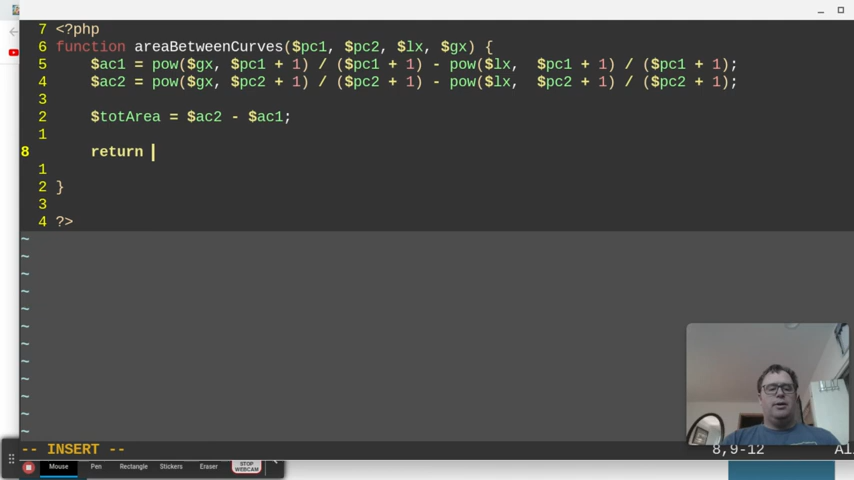 7 <?php
6 function areaBetweenCurves($pc1, $pc2, $lx, $gx) {
5 $ac1 = pow($gx, $pc1 + 1) / ($pc1 + 1) - pow($lx, $pc1 + 1) / ($pc1 + 1);
4 $ac2 = pow($gx, $pc2 + 1) / ($pc2 + 1) - pow($lx, $pc2 + 1) / ($pc2 + 1);
3
2 $totArea = $ac2 - $ac1;
1
8 return
1
2 }
3
4 ?>
~
~
~
~
~
~
~
~
~
~
~
~
-- INSERT -- 8,9-12 Al
Mouse Pen Rectangle Stickers Eraser STOP WEBCAM